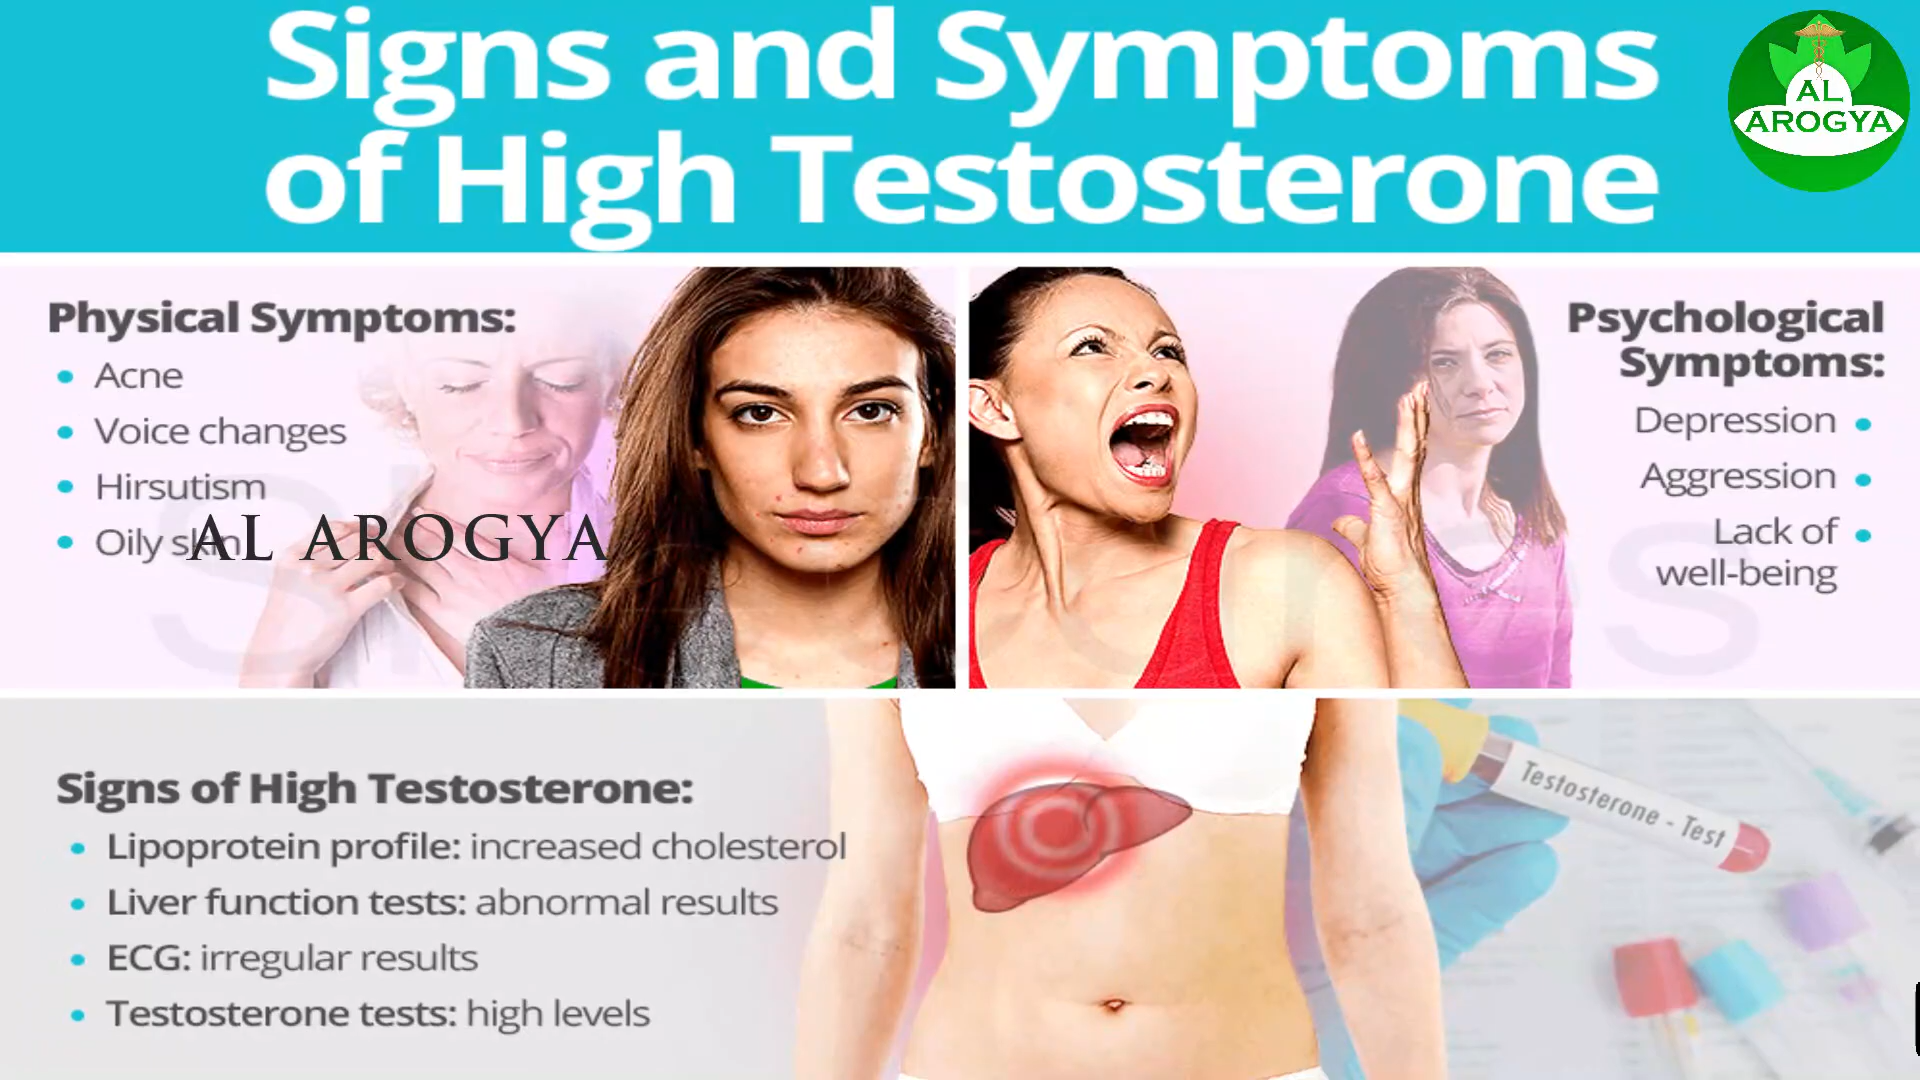 Signs and Symptoms
of High Testosterone
AL
AROGYA
Physical Symptoms:
• Acne
• Voice changes
• Hirsutism
• Oily skin
AL AROGYA
Psychological
Symptoms:
Depression •
Aggression •
Lack of •
well-being
Signs of High Testosterone:
• Lipoprotein profile: increased cholesterol
• Liver function tests: abnormal results
• ECG: irregular results
• Testosterone tests: high levels
Testosterone - Test